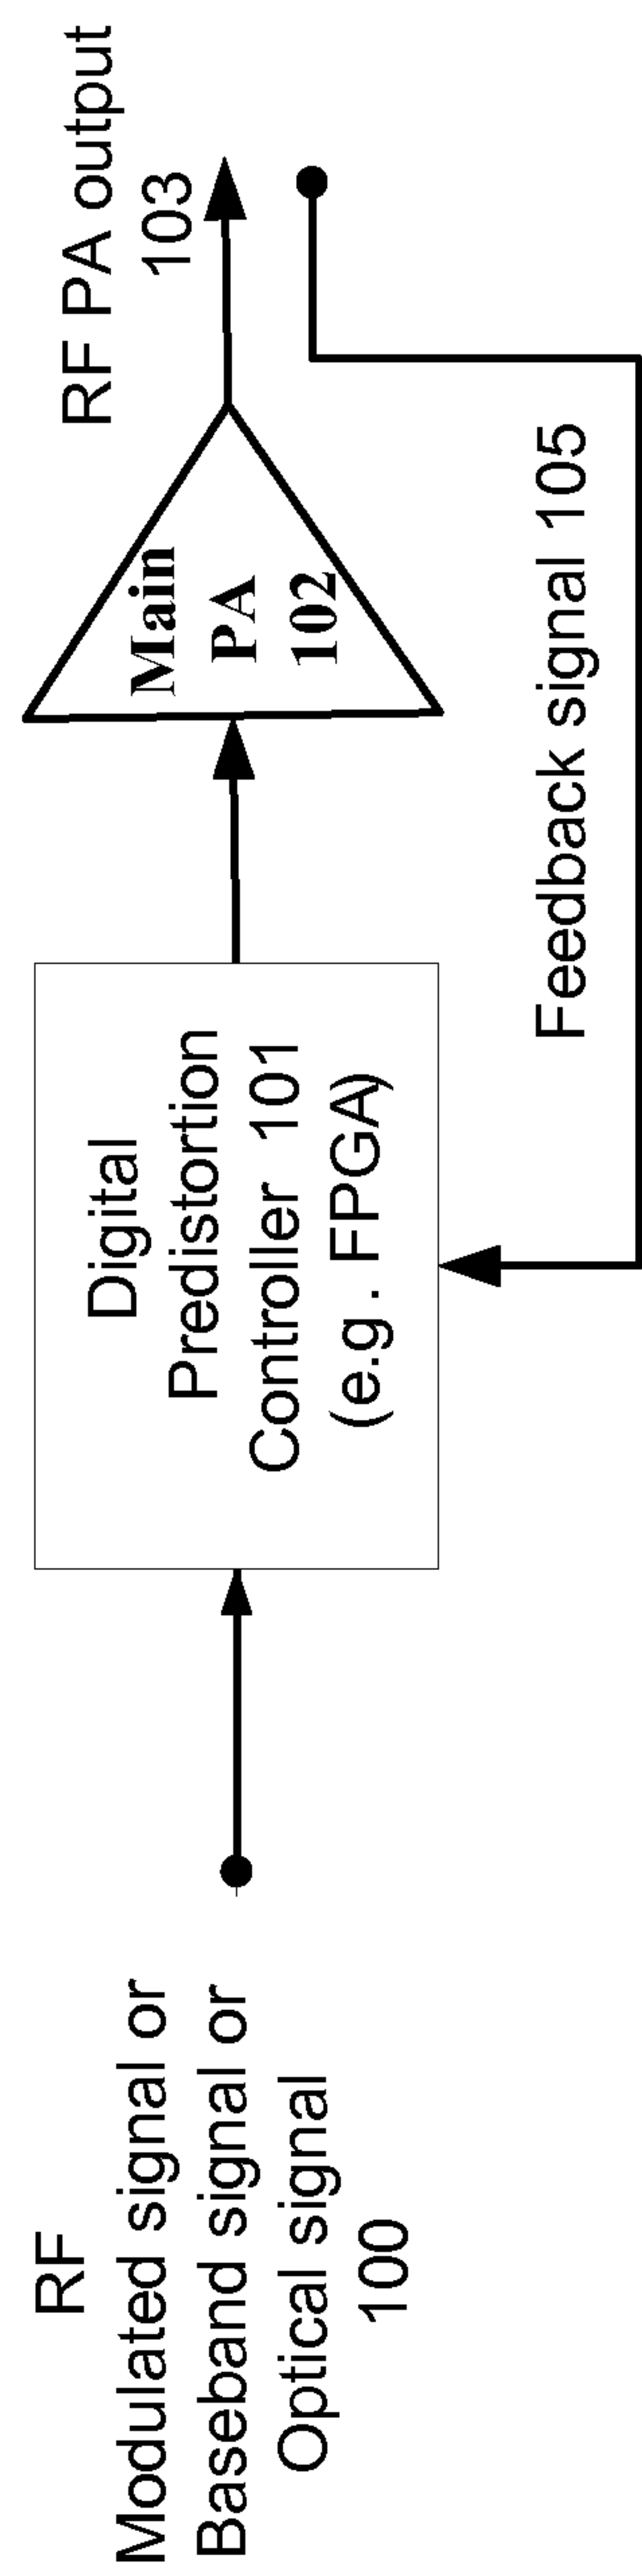 RF
Modulated signal or
Baseband signal or
Optical signal
100
Digital
Predistortion
Controller 101
(e.g . FPGA)
Main
PA
102
RF PA output
103
Feedback signal 105